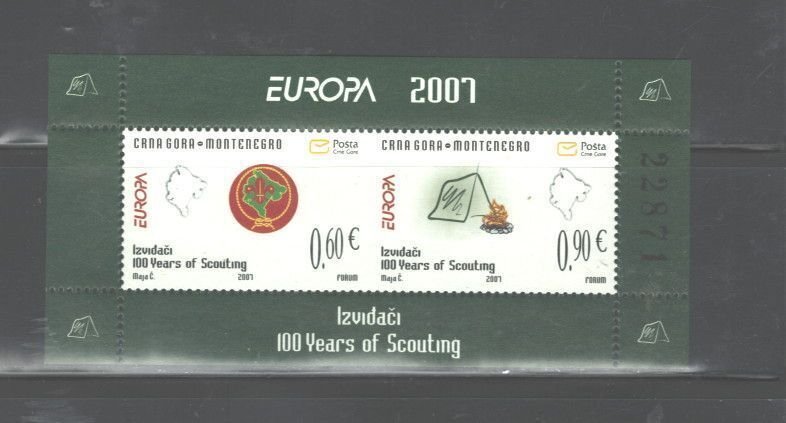 EUROPA 2007
CRNA GORA - MONTENEGRO
Pošta
Crne Gore
EUROPA
0.60 €
Izviđači
100 Years of Scouting
Maja Č.
2007
FORUM
CRNA GORA - MONTENEGRO
Pošta
Crne Gore
EUROPA
0.90 €
Izviđači
100 Years of Scouting
Maja Č.
2007
FORUM
22871
Izviđači
100 Years of Scouting